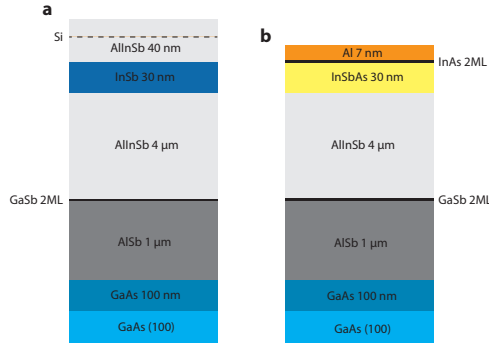 a
Si
AlInSb 40 nm
InSb 30 nm
AlInSb 4 μm
GaSb 2ML
AlSb 1 μm
GaAs 100 nm
GaAs (100)
b
Al 7 nm
InAs 2ML
InSbAs 30 nm
AlInSb 4 μm
GaSb 2ML
AlSb 1 μm
GaAs 100 nm
GaAs (100)